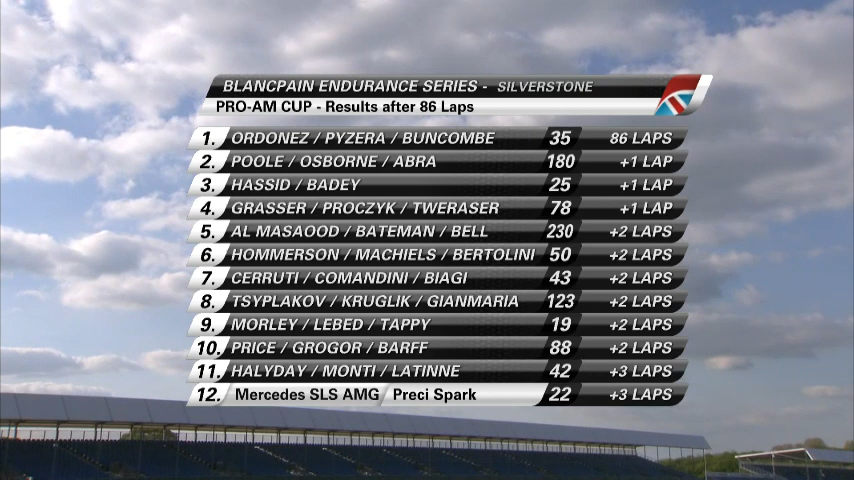 BLANCPAIN ENDURANCE SERIES - SILVERSTONE
PRO-AM CUP - Results after 86 Laps
1. ORDONEZ / PYZERA / BUNCOMBE 35 86 LAPS
2. POOLE / OSBORNE / ABRA 180 +1 LAP
3. HASSID / BADEY 25 +1 LAP
4. GRASSER / PROCZYK / TWERASER 78 +1 LAP
5. AL MASAOOD / BATEMAN / BELL 230 +2 LAPS
6. HOMMERSON / MACHIELS / BERTOLINI 50 +2 LAPS
7. CERRUTI / COMANDINI / BIAGI 43 +2 LAPS
8. TSYPLAKOV / KRUGLIK / GIANMARIA 123 +2 LAPS
9. MORLEY / LEBED / TAPPY 19 +2 LAPS
10. PRICE / GROGOR / BARFF 88 +2 LAPS
11. HALYDAY / MONTI / LATINNE 42 +3 LAPS
12. Mercedes SLS AMG Preci Spark 22 +3 LAPS